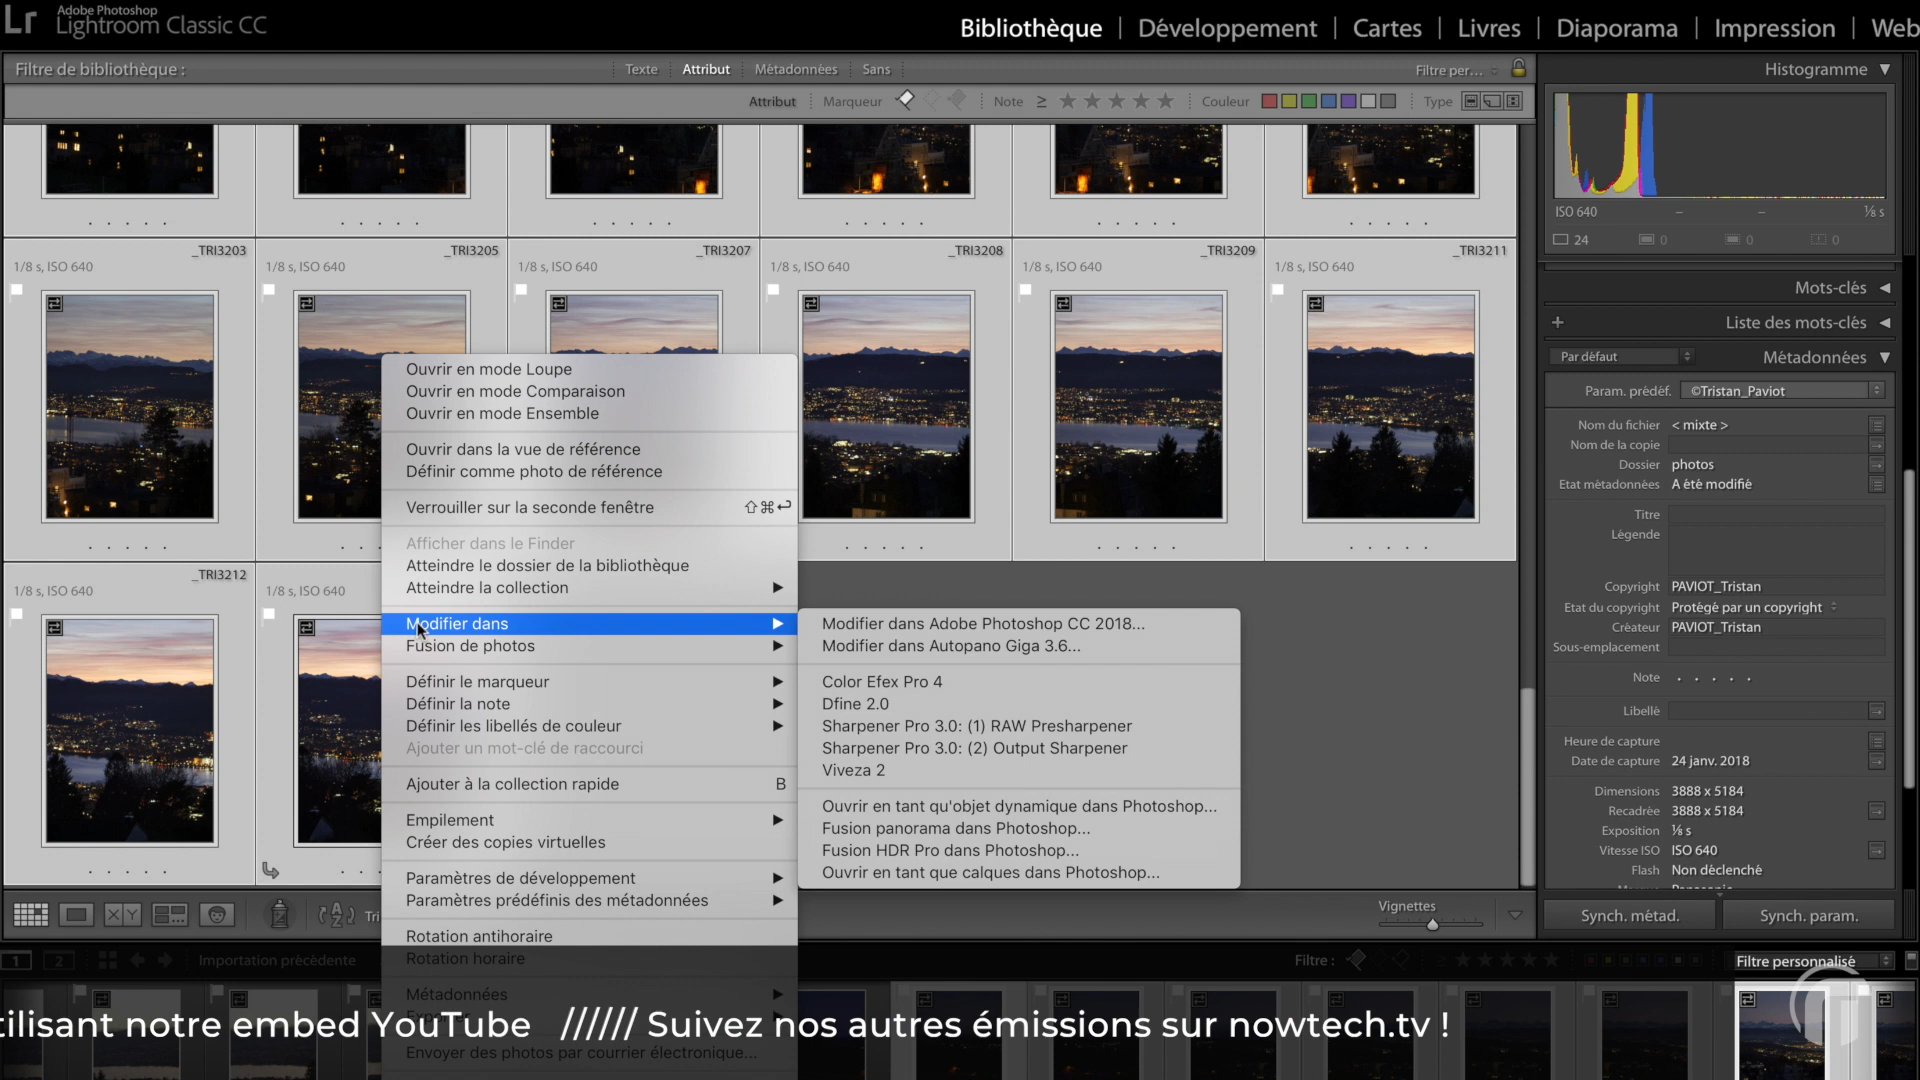 Lr Adobe Photoshop
Lightroom Classic CC
Bibliothèque | Développement | Cartes | Livres | Diaporama | Impression | Web
Filtre de bibliothèque :
Texte Attribut Métadonnées Sans
Filtre per...
Attribut Marqueur Note ≥ ★ ★ ★ ★ ★ Couleur Type
Histogramme
ISO 640 – – ⅛ s
24 0 0 0
_TRI3203
1/8 s, ISO 640
_TRI3205
1/8 s, ISO 640
_TRI3207
1/8 s, ISO 640
_TRI3208
1/8 s, ISO 640
_TRI3209
1/8 s, ISO 640
_TRI3211
1/8 s, ISO 640
_TRI3212
1/8 s, ISO 640
1/8 s, ISO 640
Ouvrir en mode Loupe
Ouvrir en mode Comparaison
Ouvrir en mode Ensemble
Ouvrir dans la vue de référence
Définir comme photo de référence
Verrouiller sur la seconde fenêtre ⇧⌘↩
Afficher dans le Finder
Atteindre le dossier de la bibliothèque
Atteindre la collection
Modifier dans
Fusion de photos
Définir le marqueur
Définir la note
Définir les libellés de couleur
Ajouter un mot-clé de raccourci
Ajouter à la collection rapide B
Empilement
Créer des copies virtuelles
Paramètres de développement
Paramètres prédéfinis des métadonnées
Rotation antihoraire
Rotation horaire
Métadonnées
Envoyer des photos par courrier électronique...
Modifier dans Adobe Photoshop CC 2018...
Modifier dans Autopano Giga 3.6...
Color Efex Pro 4
Dfine 2.0
Sharpener Pro 3.0: (1) RAW Presharpener
Sharpener Pro 3.0: (2) Output Sharpener
Viveza 2
Ouvrir en tant qu'objet dynamique dans Photoshop...
Fusion panorama dans Photoshop...
Fusion HDR Pro dans Photoshop...
Ouvrir en tant que calques dans Photoshop...
Mots-clés
+ Liste des mots-clés
Par défaut Métadonnées
Param. prédéf. ©Tristan_Paviot
Nom du fichier < mixte >
Nom de la copie
Dossier photos
Etat métadonnées A été modifié
Titre
Légende
Copyright PAVIOT_Tristan
Etat du copyright Protégé par un copyright
Créateur PAVIOT_Tristan
Sous-emplacement
Note
Libellé
Heure de capture
Date de capture 24 janv. 2018
Dimensions 3888 x 5184
Recadrée 3888 x 5184
Exposition ⅛ s
Vitesse ISO ISO 640
Flash Non déclenché
Synch. métad. Synch. param.
XY AZ Tri
Vignettes
1 2 Importation précédente
Filtre : Filtre personnalisé
tilisant notre embed YouTube ////// Suivez nos autres émissions sur nowtech.tv !